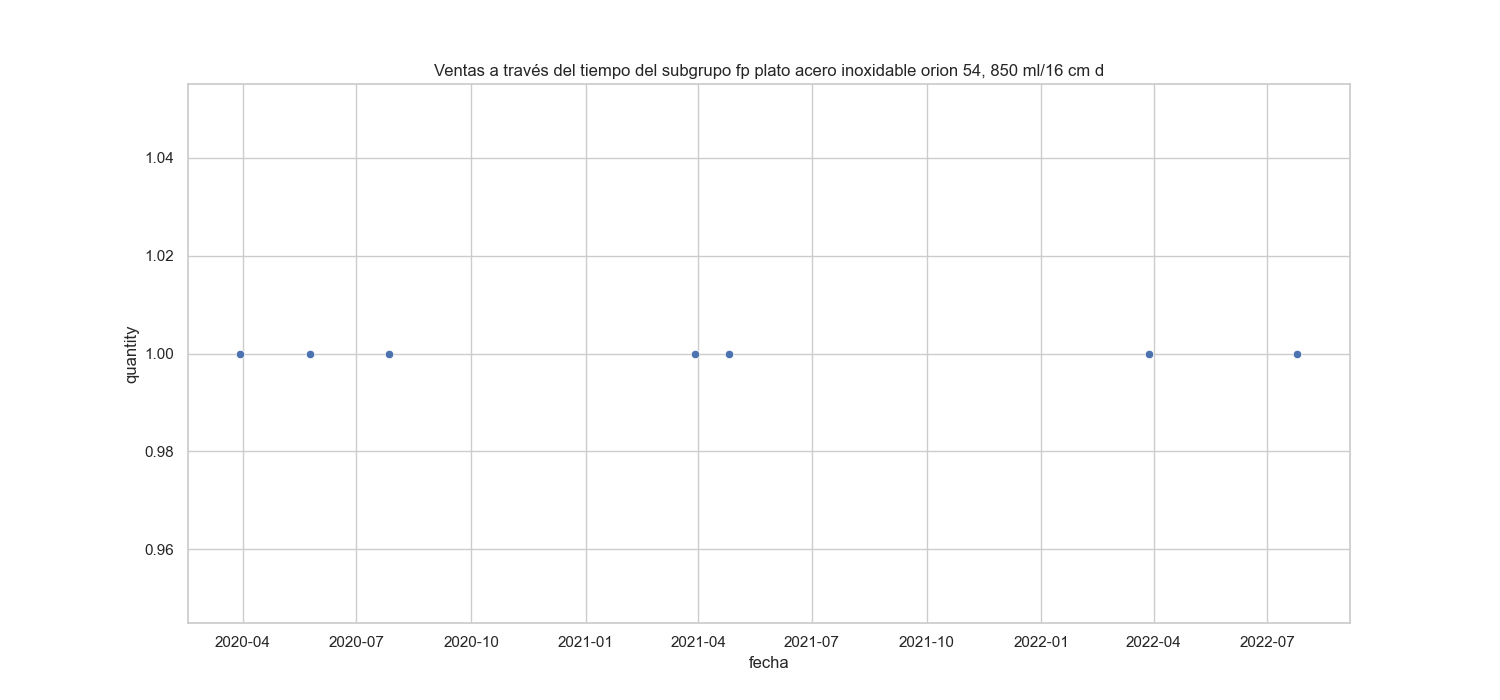 Ventas a través del tiempo del subgrupo fp plato acero inoxidable orion 54, 850 ml/16 cm d
1.04
1.02
1.00
0.98
0.96
quantity
2020-04 2020-07 2020-10 2021-01 2021-04 2021-07 2021-10 2022-01 2022-04 2022-07
fecha